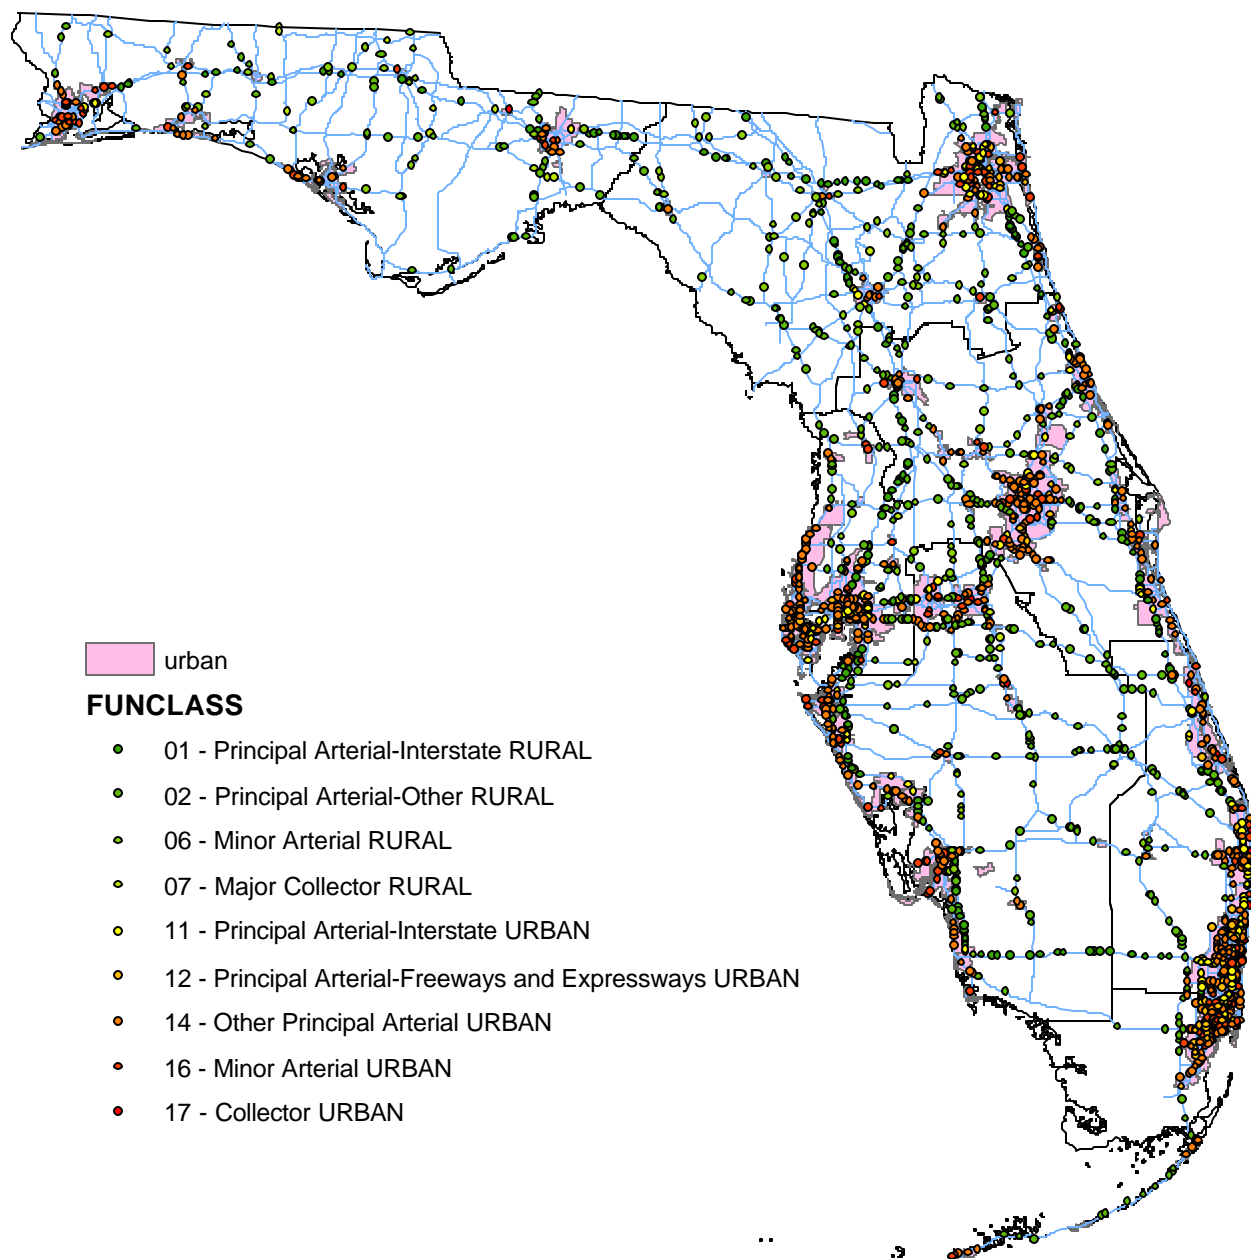 urban
FUNCLASS
01 - Principal Arterial-Interstate RURAL
02 - Principal Arterial-Other RURAL
06 - Minor Arterial RURAL
07 - Major Collector RURAL
11 - Principal Arterial-Interstate URBAN
12 - Principal Arterial-Freeways and Expressways URBAN
14 - Other Principal Arterial URBAN
16 - Minor Arterial URBAN
17 - Collector URBAN